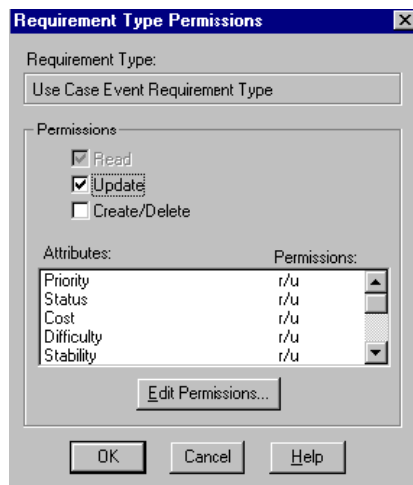 Requirement Type Permissions
Requirement Type:
Use Case Event Requirement Type
Permissions
Read
Update
Create/Delete
Attributes: Permissions:
Priority r/u
Status r/u
Cost r/u
Difficulty r/u
Stability r/u
Edit Permissions...
OK Cancel Help